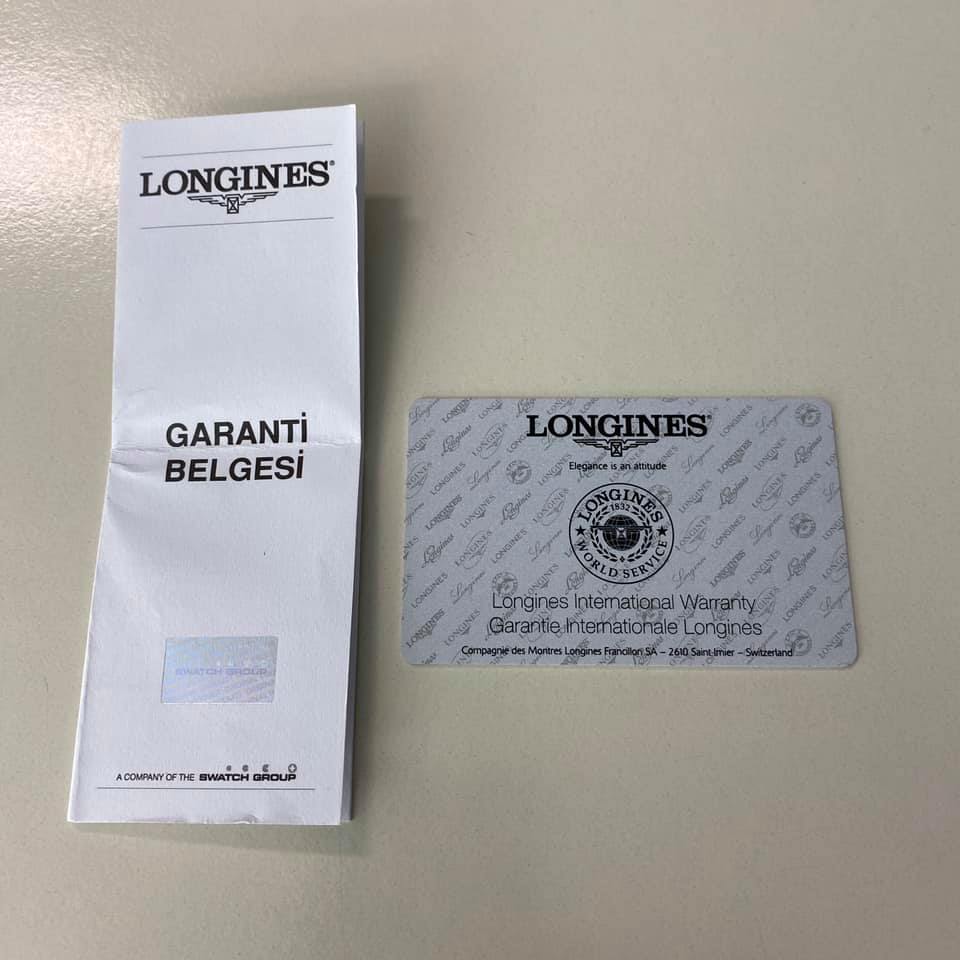 LONGINES®
GARANTİ
BELGESİ
SWATCH GROUP
A COMPANY OF THE SWATCH GROUP
LONGINES®
Elegance is an attitude
LONGINES
1832
WORLD SERVICE
Longines International Warranty
Garantie Internationale Longines
Compagnie des Montres Longines Francillon SA – 2610 Saint-Imier – Switzerland